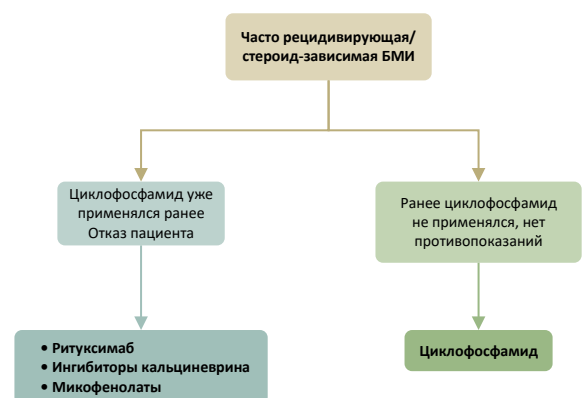 Часто рецидивирующая/
стероид-зависимая БМИ
Циклофосфамид уже
применялся ранее
Отказ пациента
Ранее циклофосфамид
не применялся, нет
противопоказаний
• Ритуксимаб
• Ингибиторы кальциневрина
• Микофенолаты
Циклофосфамид